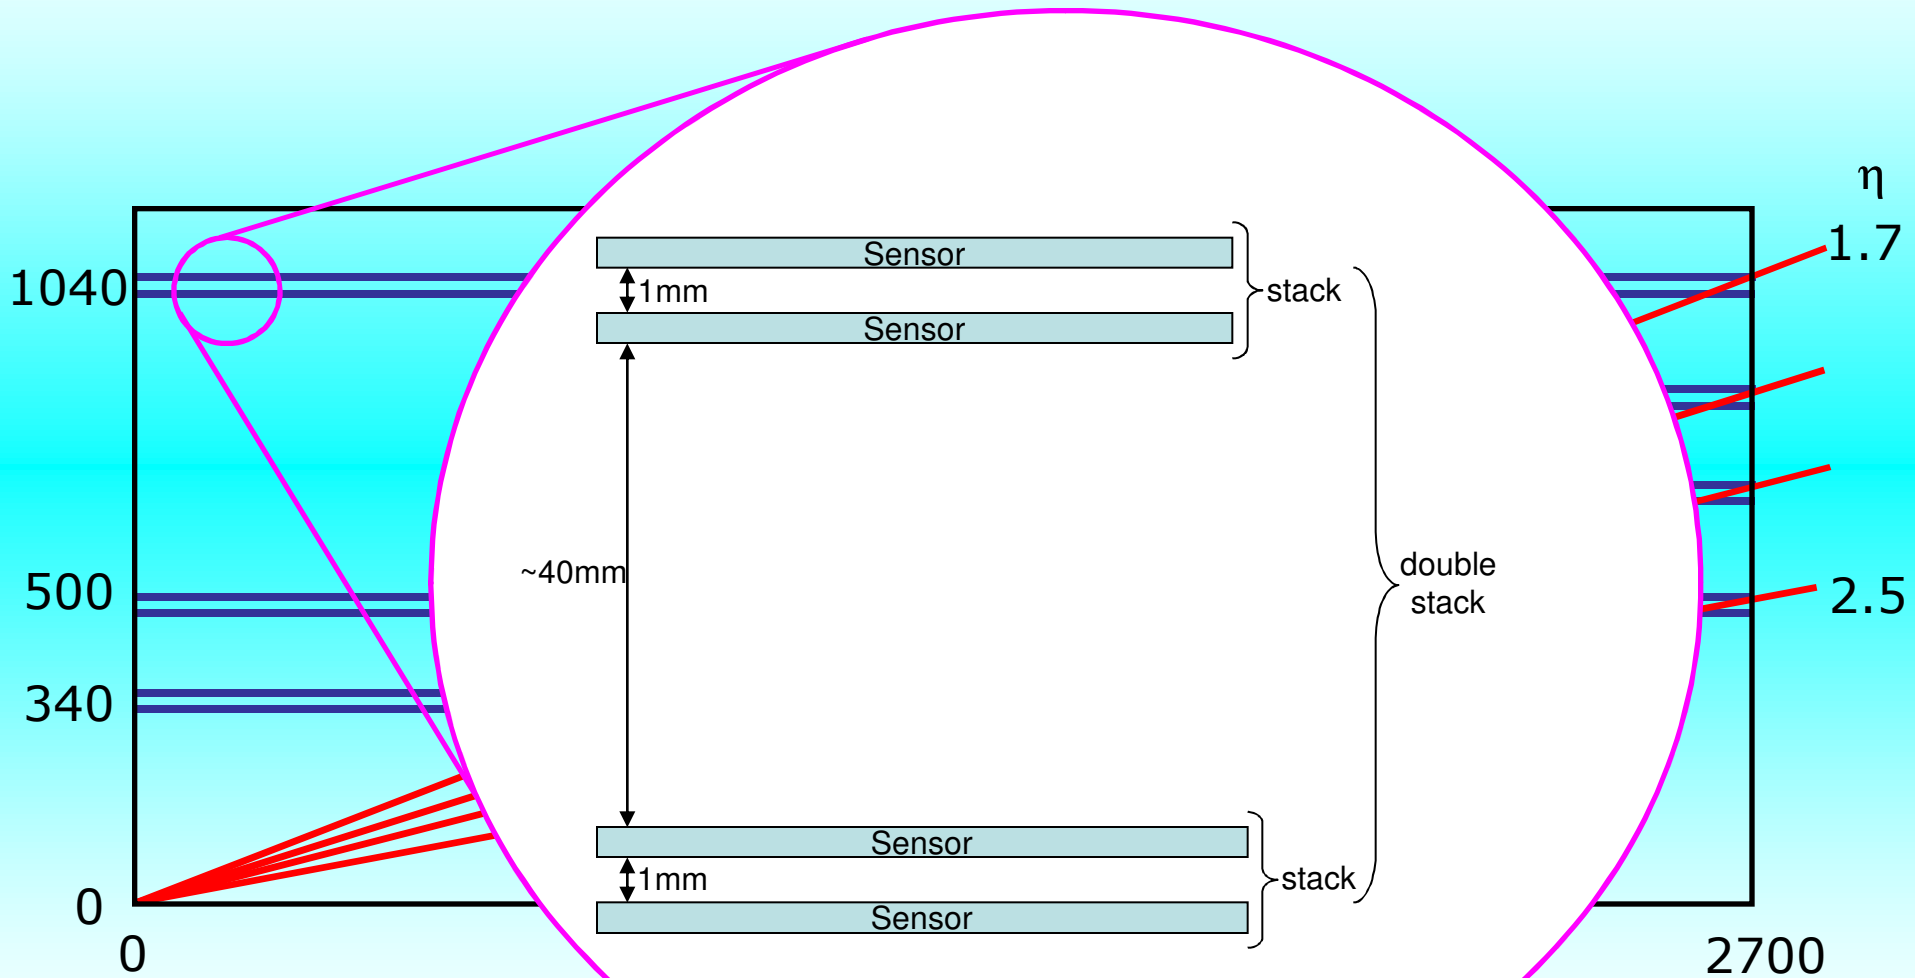 η
1.7
Sensor
1040
1mm
stack
Sensor
~40mm
double
stack
500
2.5
340
Sensor
1mm
stack
0
Sensor
0
2700